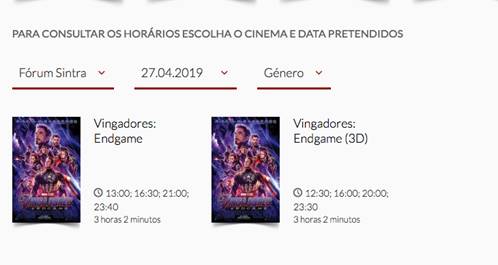 PARA CONSULTAR OS HORÁRIOS ESCOLHA O CINEMA E DATA PRETENDIDOS
Fórum Sintra
27.04.2019
Género
Vingadores:
Endgame
13:00; 16:30; 21:00;
23:40
3 horas 2 minutos
Vingadores:
Endgame (3D)
12:30; 16:00; 20:00;
23:30
3 horas 2 minutos